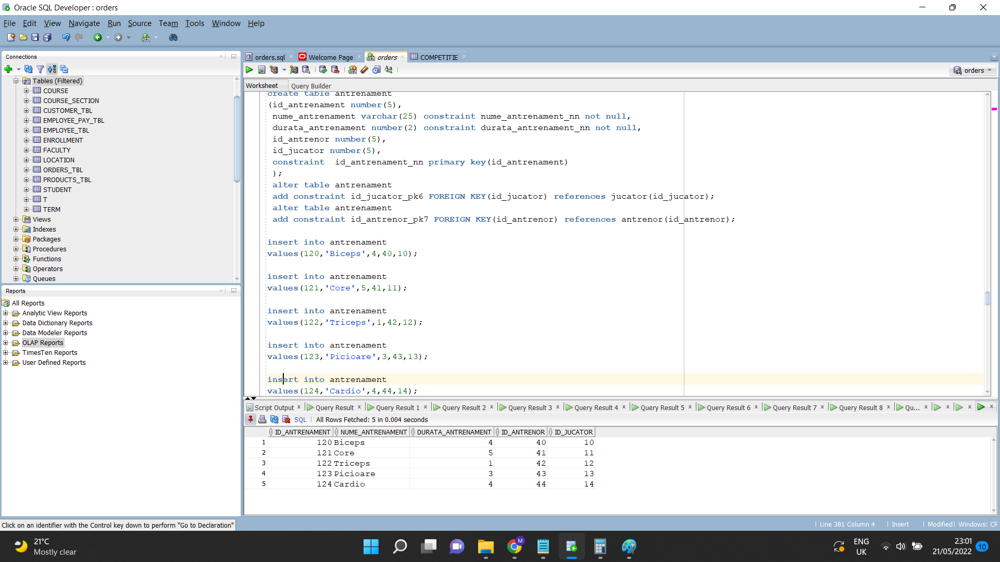 Oracle SQL Developer : orders
File Edit View Navigate Run Source Team Tools Window Help
Connections
Tables (Filtered)
COURSE
COURSE_SECTION
CUSTOMER_TBL
EMPLOYEE_PAY_TBL
EMPLOYEE_TBL
ENROLLMENT
FACULTY
LOCATION
ORDERS_TBL
PRODUCTS_TBL
STUDENT
T
TERM
Views
Indexes
Packages
Procedures
Functions
Operators
Queues
Reports
All Reports
Analytic View Reports
Data Dictionary Reports
Data Modeler Reports
OLAP Reports
TimesTen Reports
User Defined Reports
orders.sql Welcome Page orders COMPETITIE
orders
Worksheet Query Builder
create table antrenament
(id_antrenament number(5),
nume_antrenament varchar(25) constraint nume_antrenament_nn not null,
durata_antrenament number(2) constraint durata_antrenament_nn not null,
id_antrenor number(5),
id_jucator number(5),
constraint  id_antrenament_nn primary key(id_antrenament)
);
alter table antrenament
add constraint id_jucator_pk6 FOREIGN KEY(id_jucator) references jucator(id_jucator);
alter table antrenament
add constraint id_antrenor_pk7 FOREIGN KEY(id_antrenor) references antrenor(id_antrenor);
insert into antrenament
values(120,'Biceps',4,40,10);
insert into antrenament
values(121,'Core',5,41,11);
insert into antrenament
values(122,'Triceps',1,42,12);
insert into antrenament
values(123,'Picioare',3,43,13);
insert into antrenament
values(124,'Cardio',4,44,14);
Script Output Query Result Query Result 1 Query Result 2 Query Result 3 Query Result 4 Query Result 5 Query Result 6 Query Result 7 Query Result 8 Qu...
SQL All Rows Fetched: 5 in 0.004 seconds
ID_ANTRENAMENT NUME_ANTRENAMENT DURATA_ANTRENAMENT ID_ANTRENOR ID_JUCATOR
1 120 Biceps 4 40 10
2 121 Core 5 41 11
3 122 Triceps 1 42 12
4 123 Picioare 3 43 13
5 124 Cardio 4 44 14
Click on an identifier with the Control key down to perform "Go to Declaration"
Line 381 Column 4 Insert Modified Windows: CR
21°C
Mostly clear
M
ENG
UK
23:01
21/05/2022
10